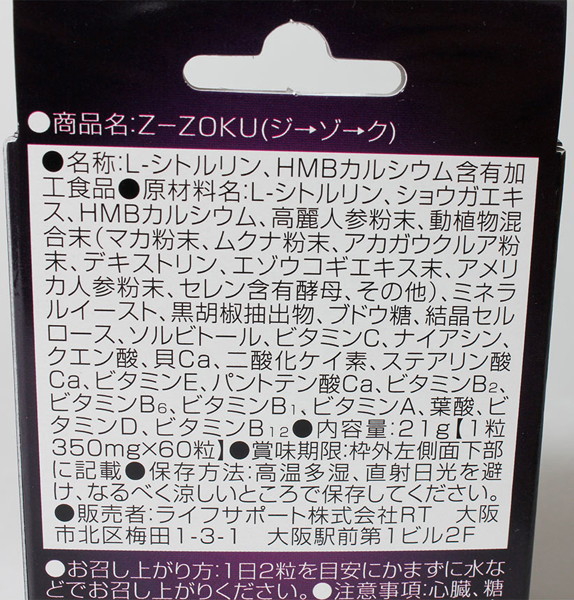 ●商品名:Z−ZOKU(ジ→ゾ→ク)
●名称:L-シトルリン、HMBカルシウム含有加
工食品●原材料名:L-シトルリン、ショウガエキ
ス、HMBカルシウム、高麗人参粉末、動植物混
合末(マカ粉末、ムクナ粉末、アカガウクルア粉
末、デキストリン、エゾウコギエキス末、アメリ
カ人参粉末、セレン含有酵母、その他)、ミネラ
ルイースト、黒胡椒抽出物、ブドウ糖、結晶セル
ロース、ソルビトール、ビタミンC、ナイアシン、
クエン酸、貝Ca、二酸化ケイ素、ステアリン酸
Ca、ビタミンE、パントテン酸Ca、ビタミンB2、
ビタミンB6、ビタミンB1、ビタミンA、葉酸、ビ
タミンD、ビタミンB12●内容量:21g【1粒
350mg×60粒】●賞味期限:枠外左側面下部
に記載●保存方法:高温多湿、直射日光を避
け、なるべく涼しいところで保存してください。
●販売者:ライフサポート株式会社RT 大阪
市北区梅田1-3-1 大阪駅前第1ビル2F
●お召し上がり方:1日2粒を目安にかまずに水な
どでお召し上がりください。●注意事項:心臓、糖